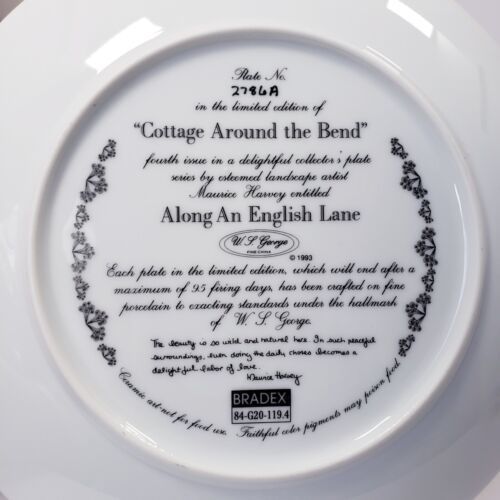 Plate No.
2786A
in the limited edition of
"Cottage Around the Bend"
fourth issue in a delightful collector's plate
series by esteemed landscape artist
Maurice Harvey entitled
Along An English Lane
W. S. George
FINE CHINA
© 1993
Each plate in the limited edition, which will end after a
maximum of 95 firing days, has been crafted on fine
porcelain to exacting standards under the hallmark
of W. S. George.
The beauty is so wild and natural here. In such peaceful
surroundings, even doing the daily chores becomes a
delightful labor of love.
Maurice Harvey
BRADEX
84-G20-119.4
Ceramic art not for food use. Faithful color pigments may poison food.